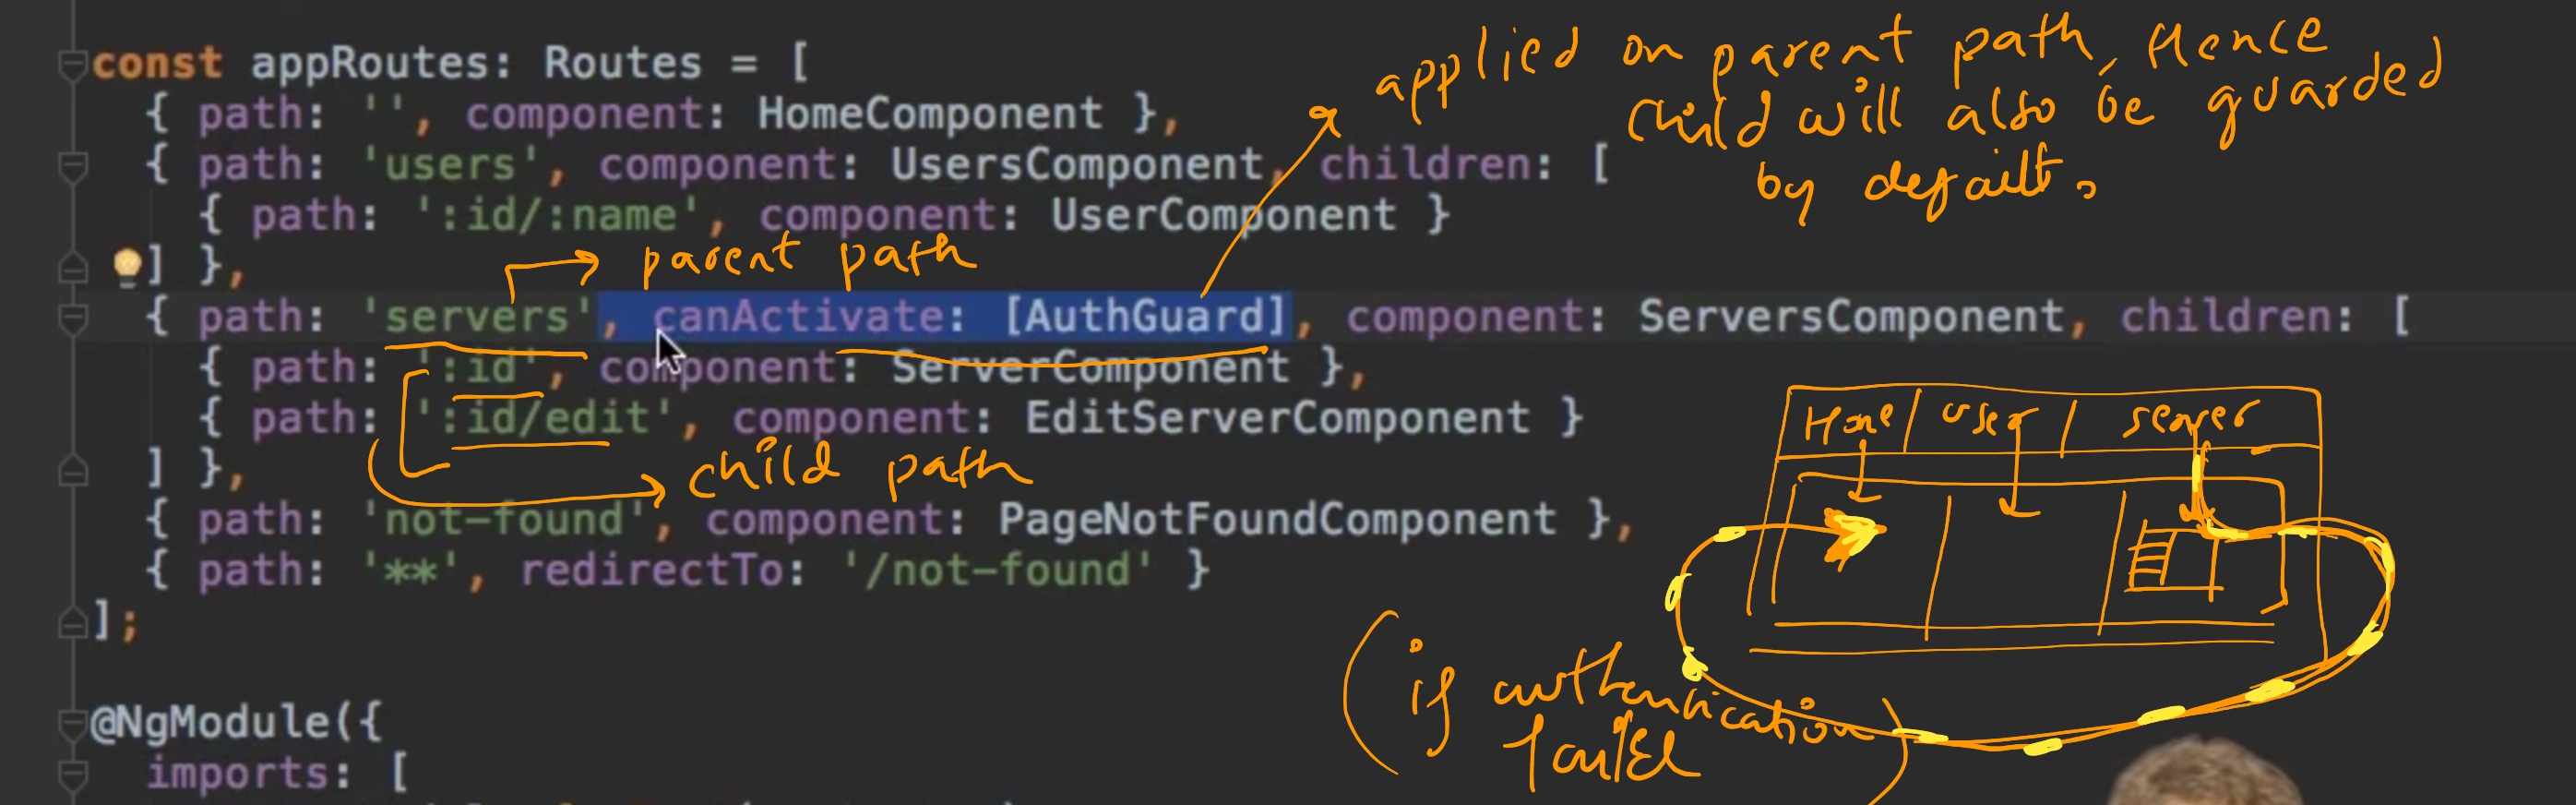 const appRoutes: Routes = [
{ path: '', component: HomeComponent },
{ path: 'users', component: UsersComponent, children: [
{ path: ':id/:name', component: UserComponent }
] },
{ path: 'servers', canActivate: [AuthGuard], component: ServersComponent, children: [
{ path: ':id', component: ServerComponent },
{ path: ':id/edit', component: EditServerComponent }
] },
{ path: 'not-found', component: PageNotFoundComponent },
{ path: '**', redirectTo: '/not-found' }
];
@NgModule({
imports: [
applied on parent path, Hence
child will also be guarded
by default.
parent path
child path
Home | User | server
(if authentication
failed)